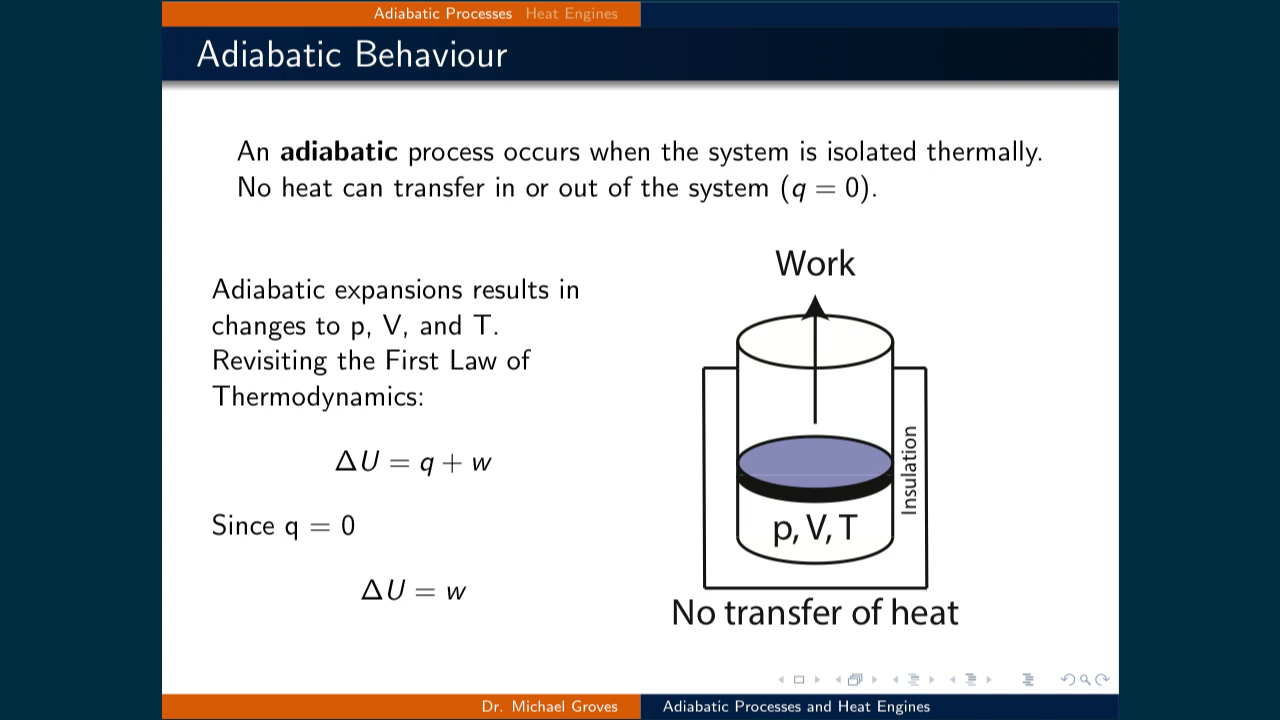 Adiabatic Processes Heat Engines
Adiabatic Behaviour
An adiabatic process occurs when the system is isolated thermally.
No heat can transfer in or out of the system (q = 0).
Adiabatic expansions results in
changes to p, V, and T.
Revisiting the First Law of
Thermodynamics:
ΔU = q + w
Since q = 0
ΔU = w
Work
Insulation
p, V, T
No transfer of heat
Dr. Michael Groves Adiabatic Processes and Heat Engines